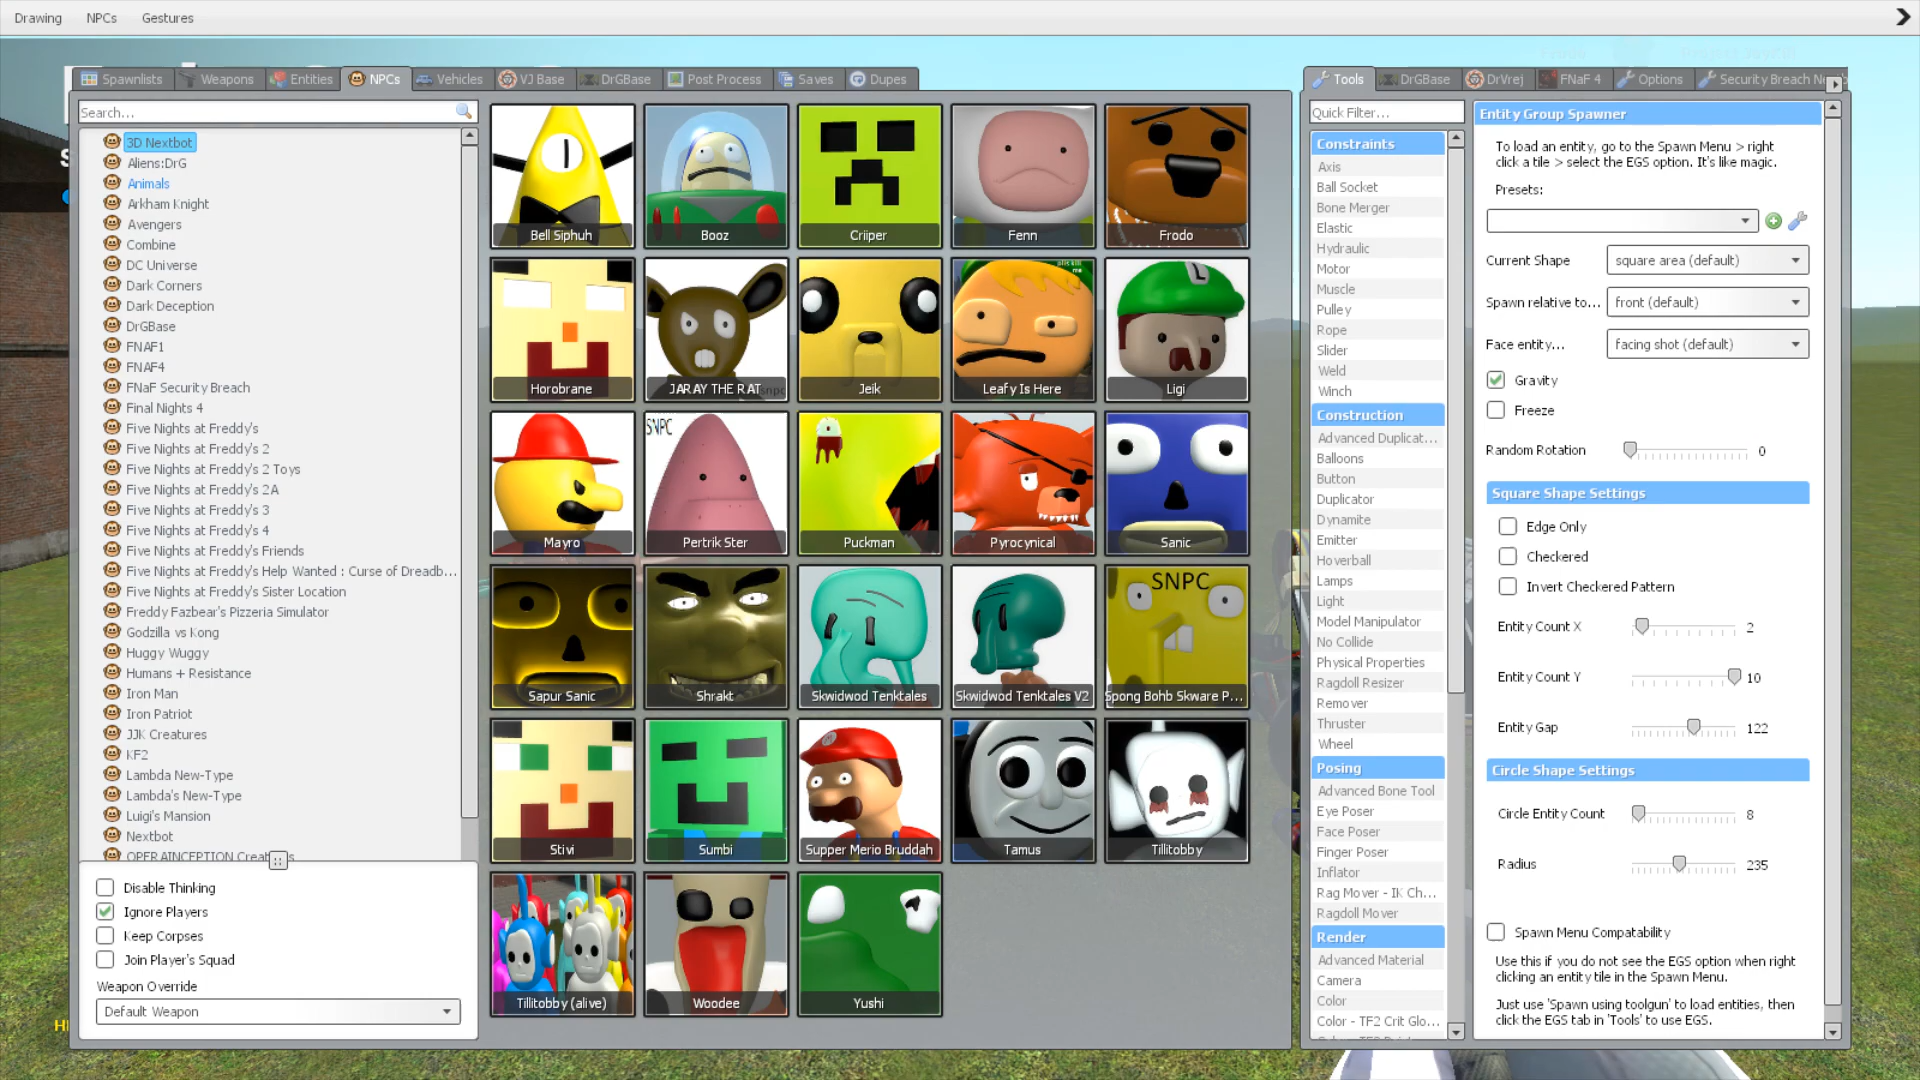 Drawing NPCs Gestures
Spawnlists Weapons Entities NPCs Vehicles VJ Base DrGBase Post Process Saves Dupes
Search...
3D Nextbot
Aliens:DrG
Animals
Arkham Knight
Avengers
Combine
DC Universe
Dark Corners
Dark Deception
DrGBase
FNAF1
FNAF4
FNaF Security Breach
Final Nights 4
Five Nights at Freddy's
Five Nights at Freddy's 2
Five Nights at Freddy's 2 Toys
Five Nights at Freddy's 2A
Five Nights at Freddy's 3
Five Nights at Freddy's 4
Five Nights at Freddy's Friends
Five Nights at Freddy's Help Wanted : Curse of Dreadb...
Five Nights at Freddy's Sister Location
Freddy Fazbear's Pizzeria Simulator
Godzilla vs Kong
Huggy Wuggy
Humans + Resistance
Iron Man
Iron Patriot
JJK Creatures
KF2
Lambda New-Type
Lambda's New-Type
Luigi's Mansion
Nextbot
Disable Thinking
Ignore Players
Keep Corpses
Join Player's Squad
Weapon Override
Default Weapon
Bell Siphuh Booz Criiper Fenn Frodo
Horobrane JARAY THE RAT Jeik Leafy Is Here Ligi
L
SNPC
Mayro Pertrik Ster Puckman Pyrocynical Sanic
SNPC
Sapur Sanic Shrakt Skwidwod Tenktales Skwidwod Tenktales V2 Spong Bohb Skware P...
Stivi Sumbi Supper Merio Bruddah Tamus Tillitobby
Tillitobby (alive) Woodee Yushi
Tools DrGBase DrVrej FNaF 4 Options Security Breach
Quick Filter...
Constraints
Axis
Ball Socket
Bone Merger
Elastic
Hydraulic
Motor
Muscle
Pulley
Rope
Slider
Weld
Winch
Construction
Advanced Duplicat...
Balloons
Button
Duplicator
Dynamite
Emitter
Hoverball
Lamps
Light
Model Manipulator
No Collide
Physical Properties
Ragdoll Resizer
Remover
Thruster
Wheel
Posing
Advanced Bone Tool
Eye Poser
Face Poser
Finger Poser
Inflator
Rag Mover - IK Ch...
Ragdoll Mover
Render
Advanced Material
Camera
Color
Color - TF2 Crit Glo...
Entity Group Spawner
To load an entity, go to the Spawn Menu > right
click a tile > select the EGS option. It's like magic.
Presets:
Current Shape square area (default)
Spawn relative to... front (default)
Face entity... facing shot (default)
Gravity
Freeze
Random Rotation 0
Square Shape Settings
Edge Only
Checkered
Invert Checkered Pattern
Entity Count X 2
Entity Count Y 10
Entity Gap 122
Circle Shape Settings
Circle Entity Count 8
Radius 235
Spawn Menu Compatability
Use this if you do not see the EGS option when right
clicking an entity tile in the Spawn Menu.
Just use 'Spawn using toolgun' to load entities, then
click the EGS tab in 'Tools' to use EGS.